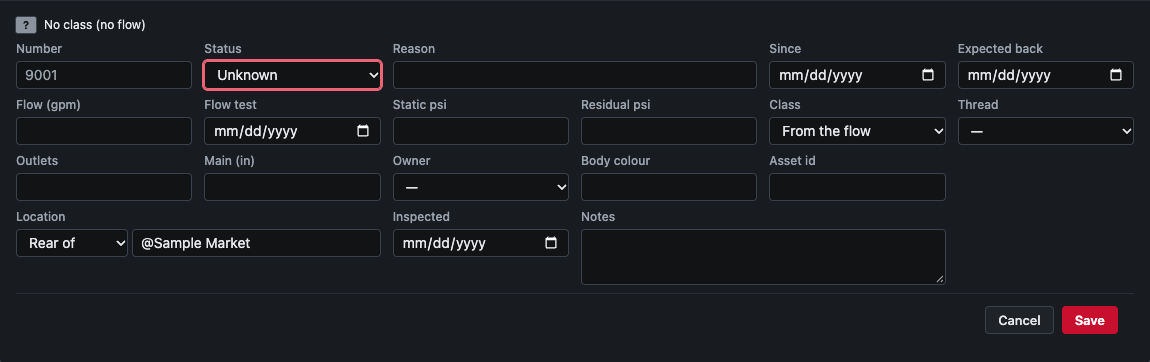 ? No class (no flow)
Number Status Reason Since Expected back
9001 Unknown mm/dd/yyyy mm/dd/yyyy
Flow (gpm) Flow test Static psi Residual psi Class Thread
mm/dd/yyyy From the flow —
Outlets Main (in) Owner Body colour Asset id
—
Location Inspected Notes
Rear of @Sample Market mm/dd/yyyy
Cancel Save